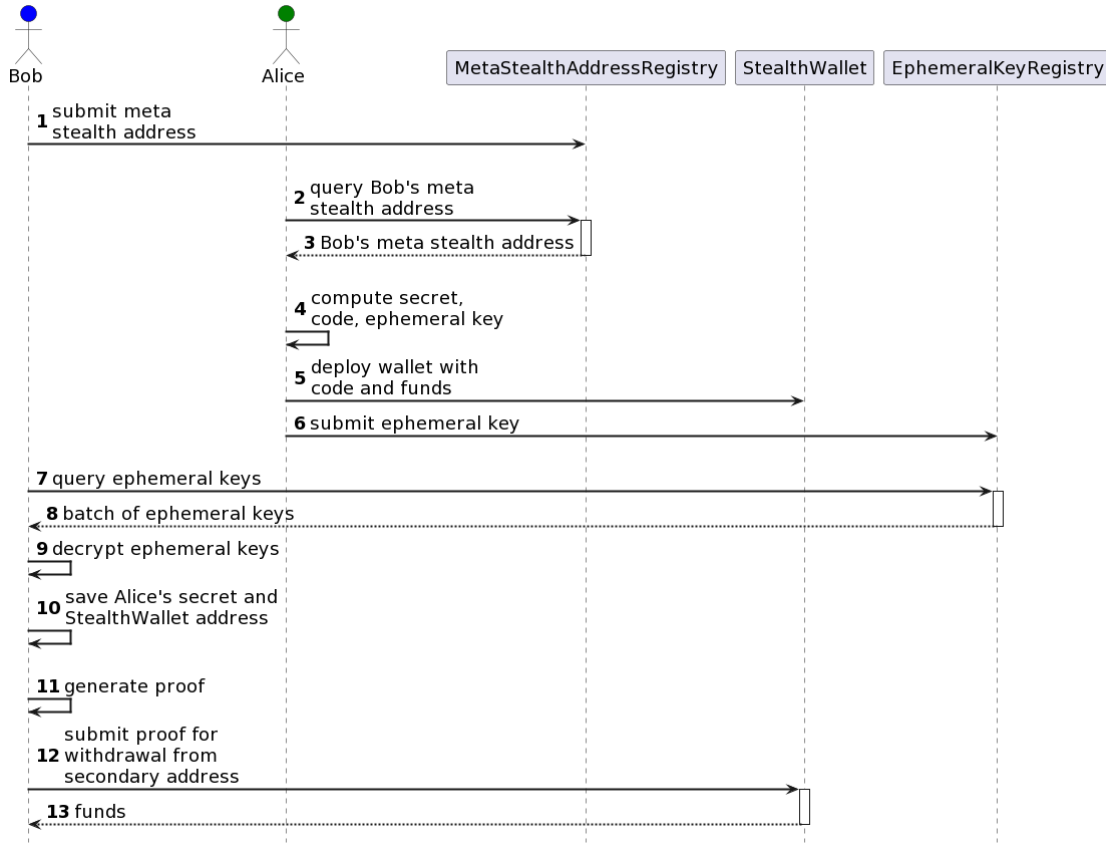 Bob
Alice
MetaStealthAddressRegistry
StealthWallet
EphemeralKeyRegistry
1 submit meta
stealth address
2 query Bob's meta
stealth address
3 Bob's meta stealth address
4 compute secret,
code, ephemeral key
5 deploy wallet with
code and funds
6 submit ephemeral key
7 query ephemeral keys
8 batch of ephemeral keys
9 decrypt ephemeral keys
10 save Alice's secret and
StealthWallet address
11 generate proof
12 submit proof for
withdrawal from
secondary address
13 funds